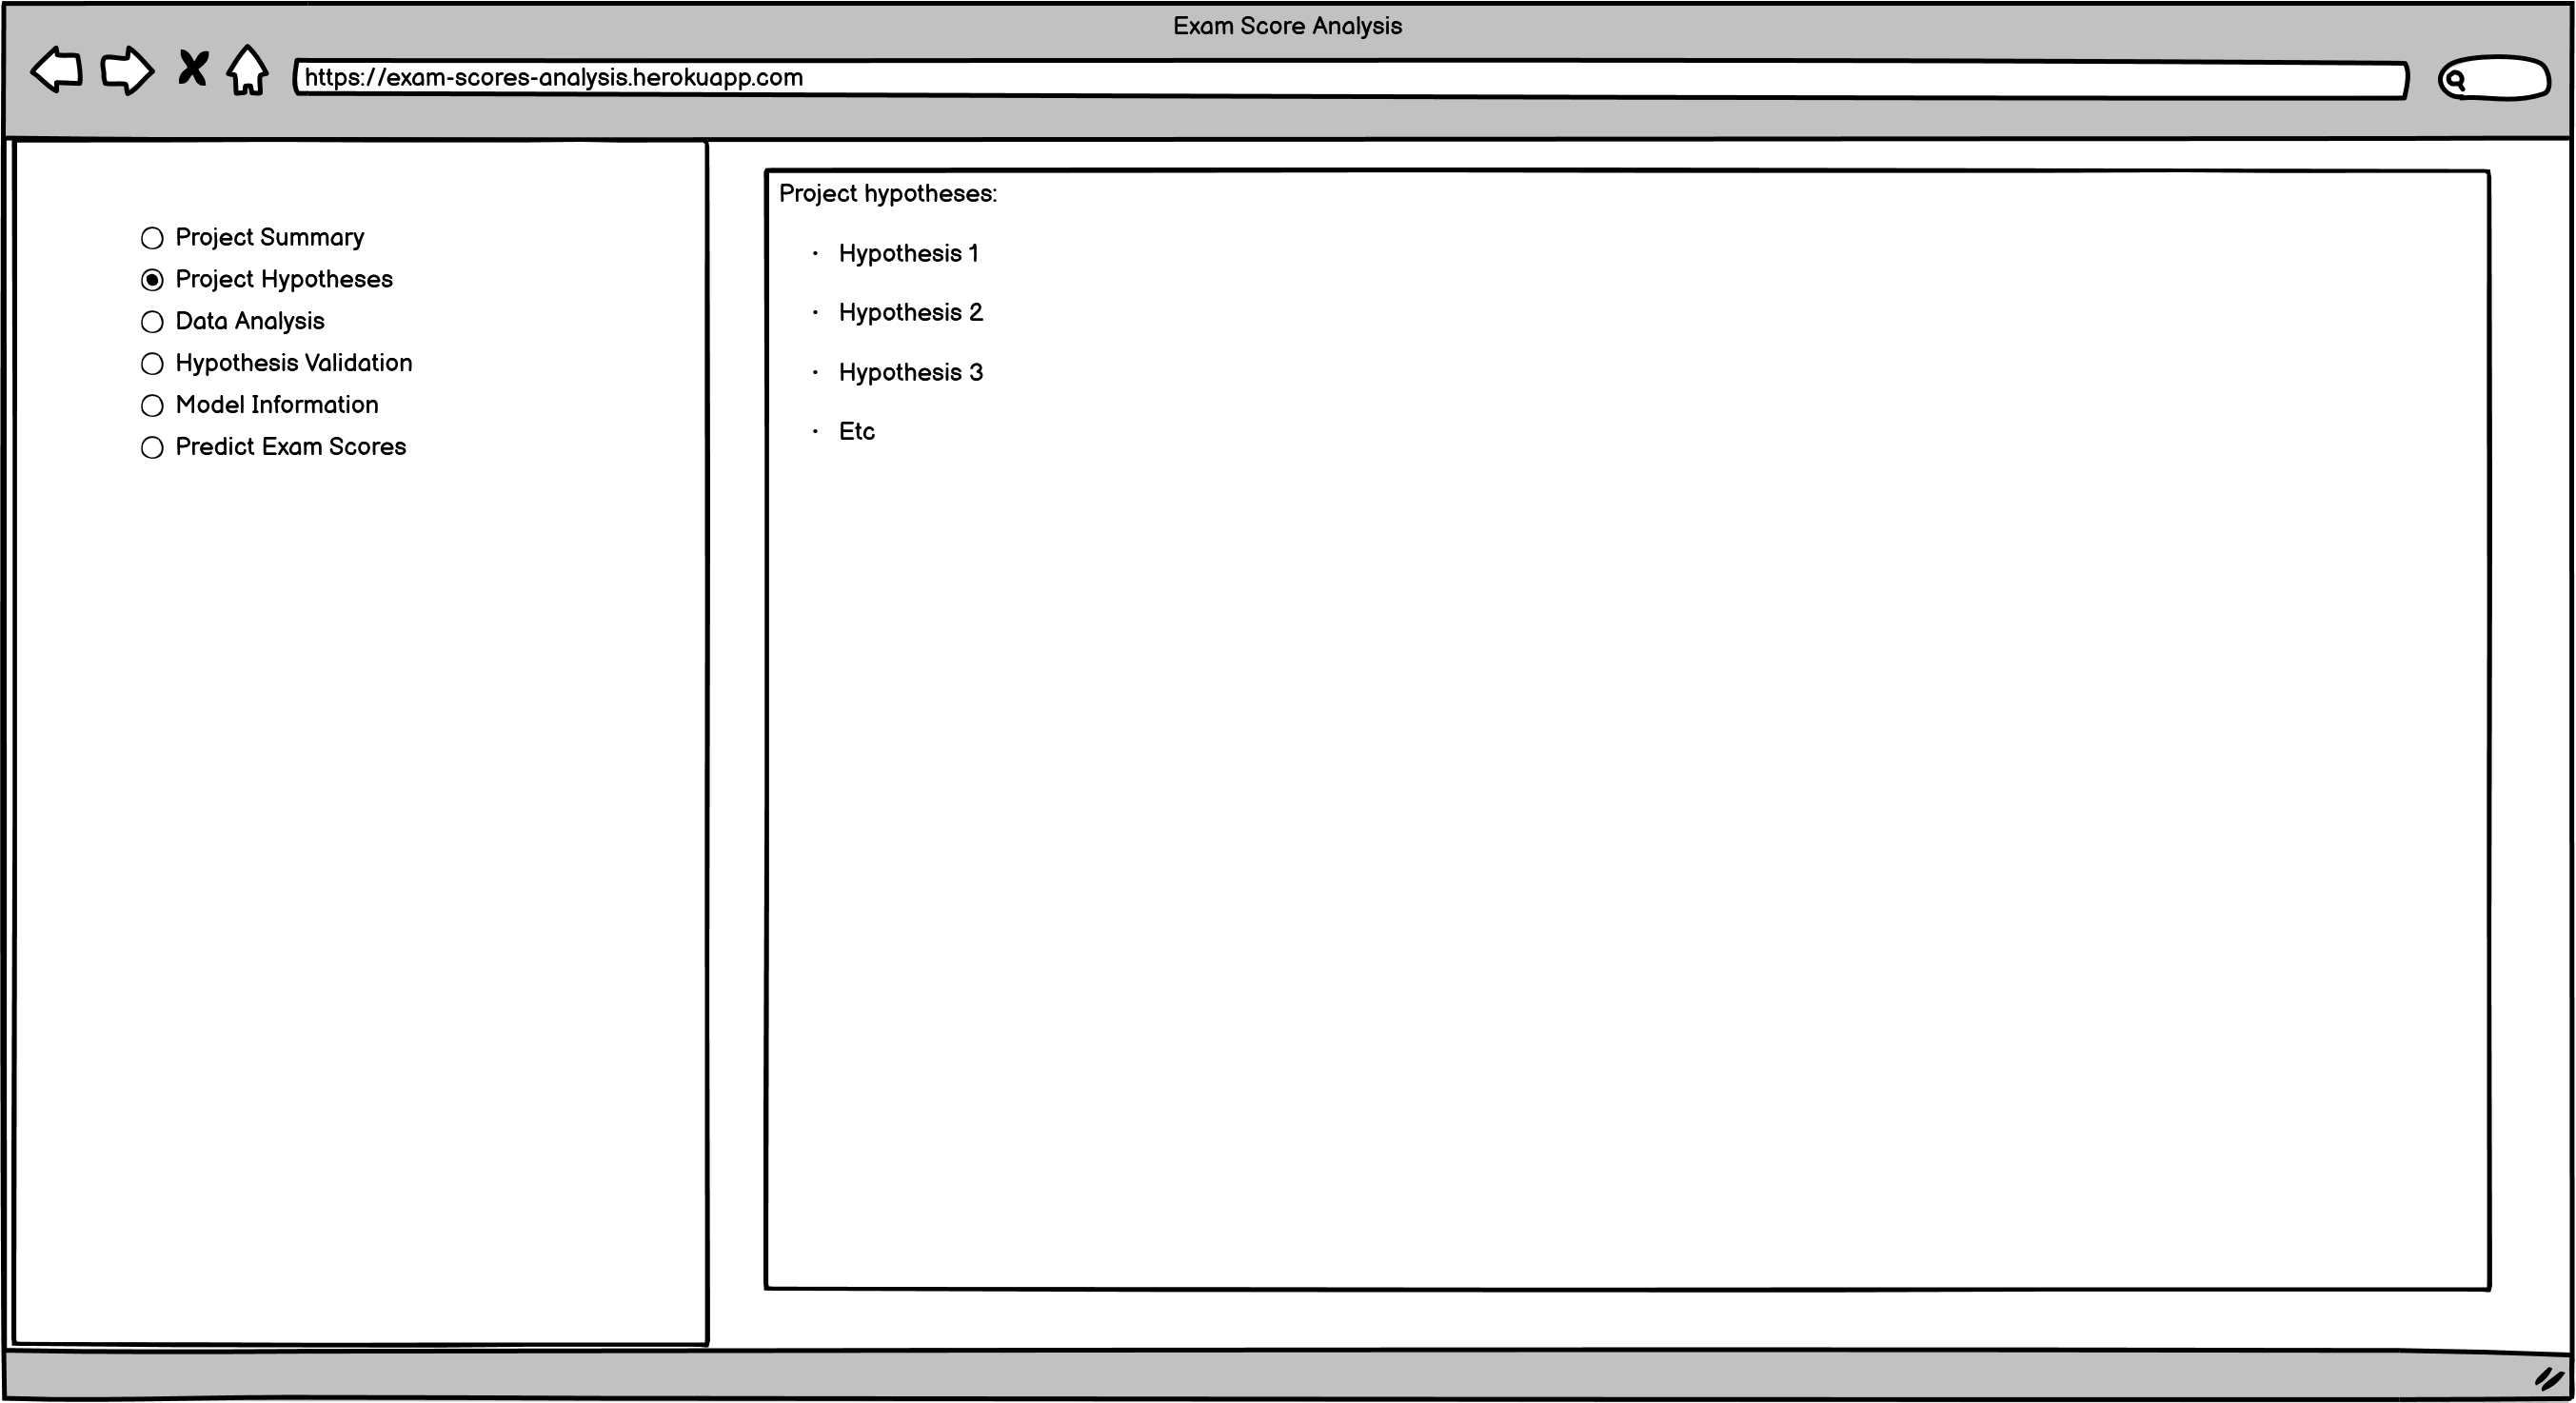 Exam Score Analysis
https://exam-scores-analysis.herokuapp.com
Project Summary
Project Hypotheses
Data Analysis
Hypothesis Validation
Model Information
Predict Exam Scores
Project hypotheses:
· Hypothesis 1
· Hypothesis 2
· Hypothesis 3
· Etc